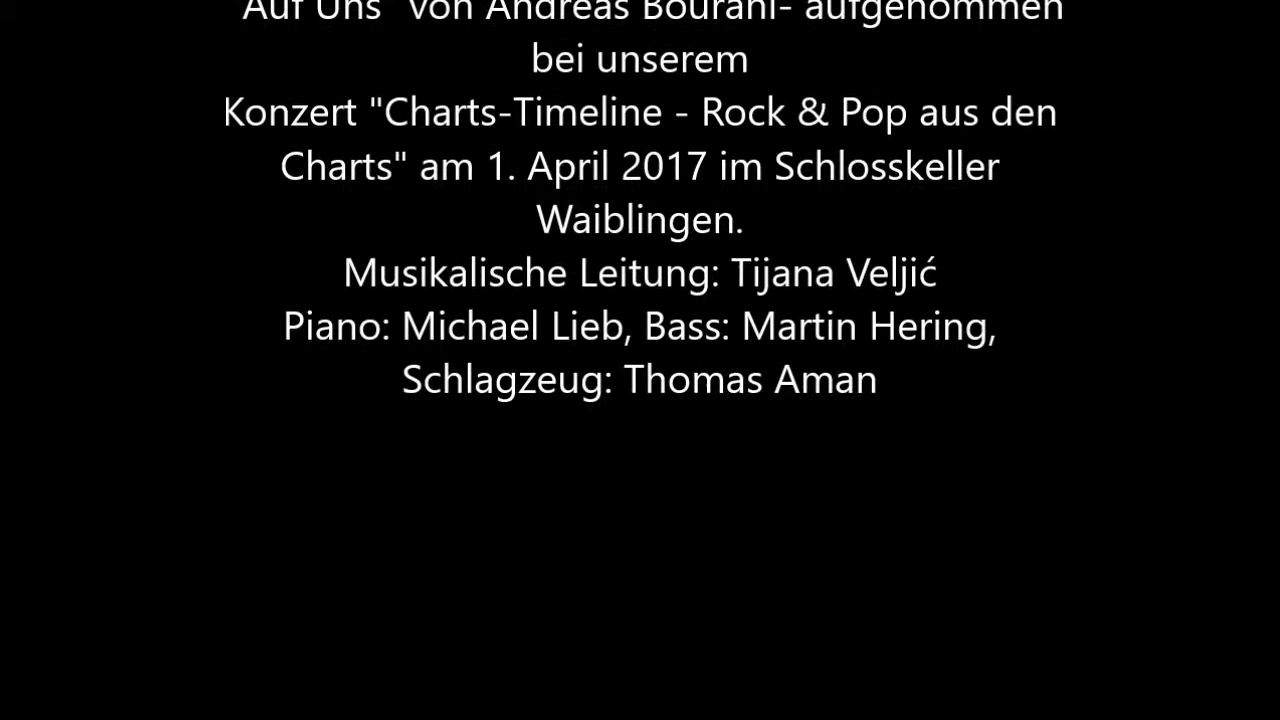 "Auf Uns" von Andreas Bourani- aufgenommen
bei unserem
Konzert "Charts-Timeline - Rock & Pop aus den
Charts" am 1. April 2017 im Schlosskeller
Waiblingen.
Musikalische Leitung: Tijana Veljić
Piano: Michael Lieb, Bass: Martin Hering,
Schlagzeug: Thomas Aman